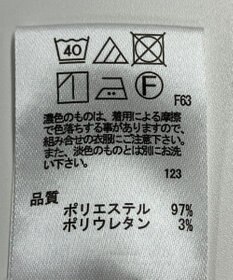 40
F
F63
濃色のものは、着用による摩擦
で色落ちする事がありますので、
組み合せの衣服にご注意下さい。
また、淡色のものとは別にお洗
い下さい。
123
品質
ポリエステル 97%
ポリウレタン 3%